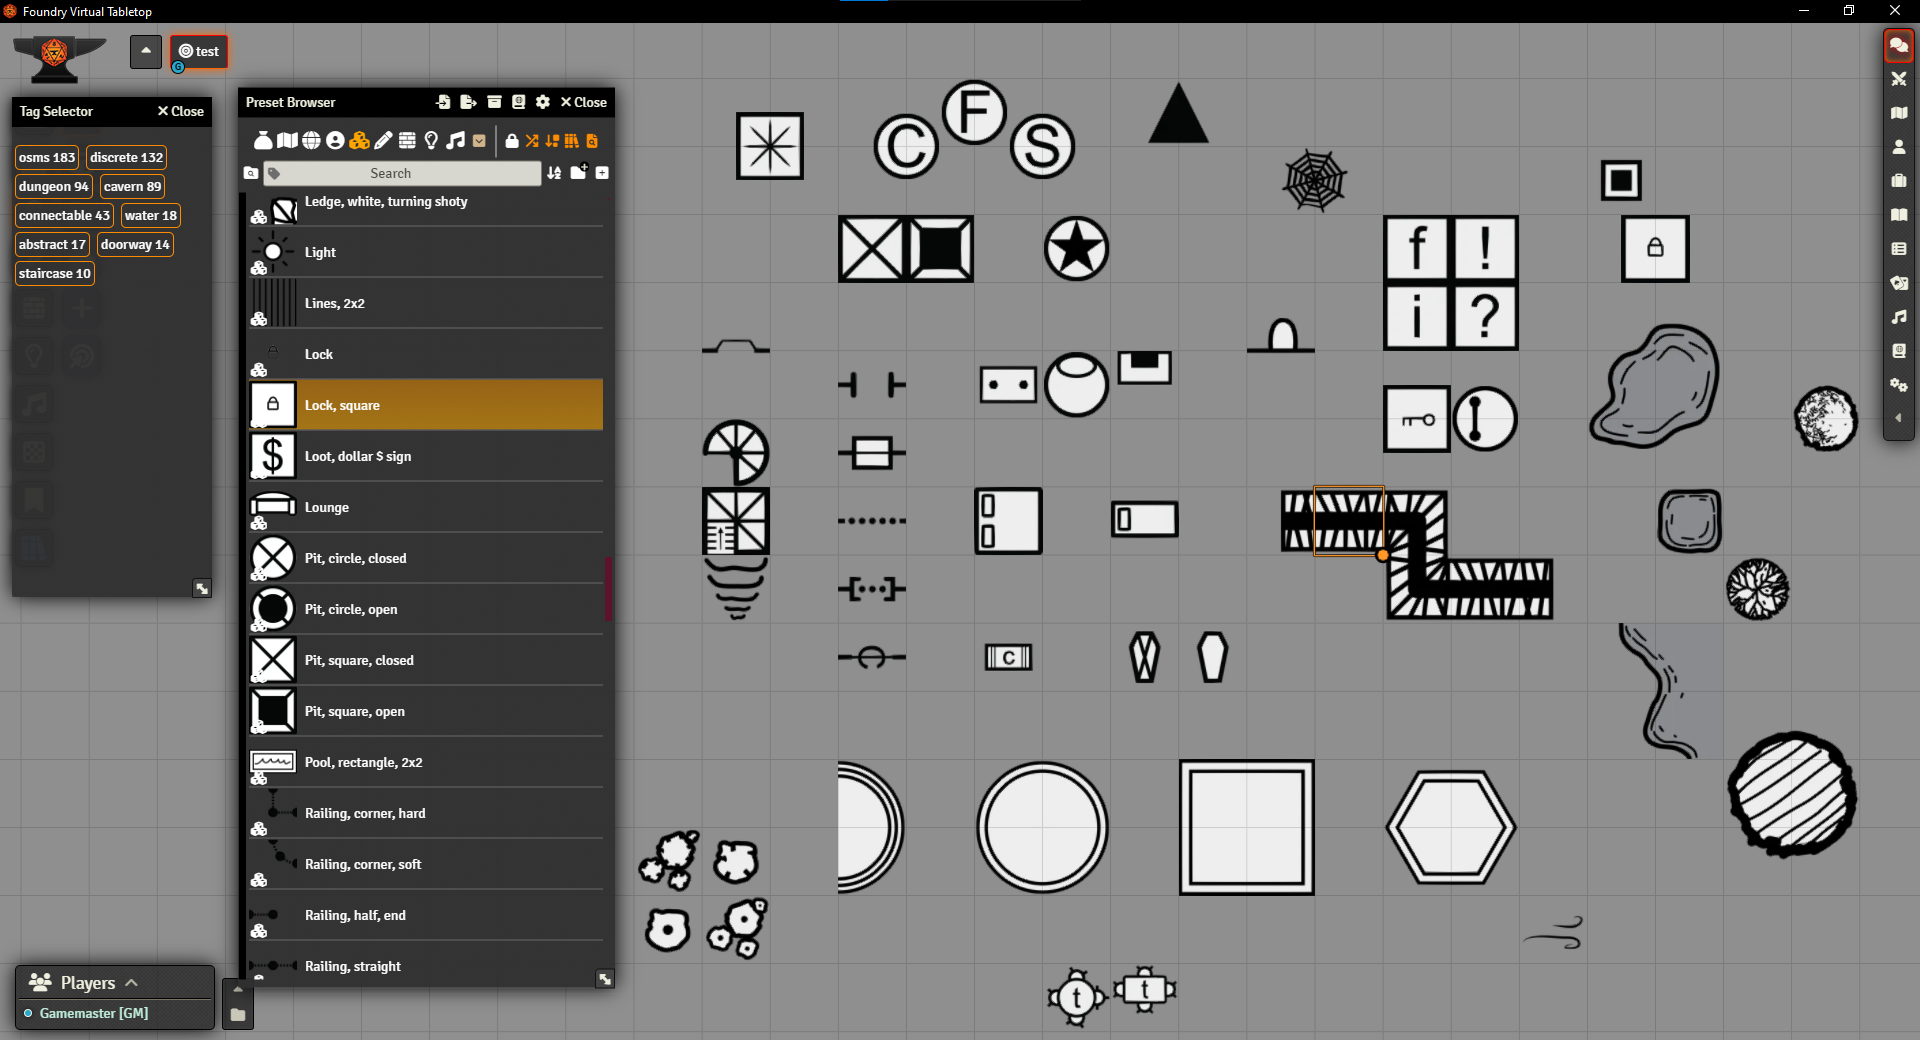 Foundry Virtual Tabletop
test
G
Tag Selector
Close
osms 183
discrete 132
dungeon 94
cavern 89
connectable 43
water 18
abstract 17
doorway 14
staircase 10
Preset Browser
Close
Search
Ledge, white, turning shoty
Light
Lines, 2x2
Lock
Lock, square
$
Loot, dollar $ sign
Lounge
Pit, circle, closed
Pit, circle, open
Pit, square, closed
Pit, square, open
Pool, rectangle, 2x2
Railing, corner, hard
Railing, corner, soft
Railing, half, end
Railing, straight
Players
Gamemaster [GM]
C
F
S
f
!
i
?
C
t
t